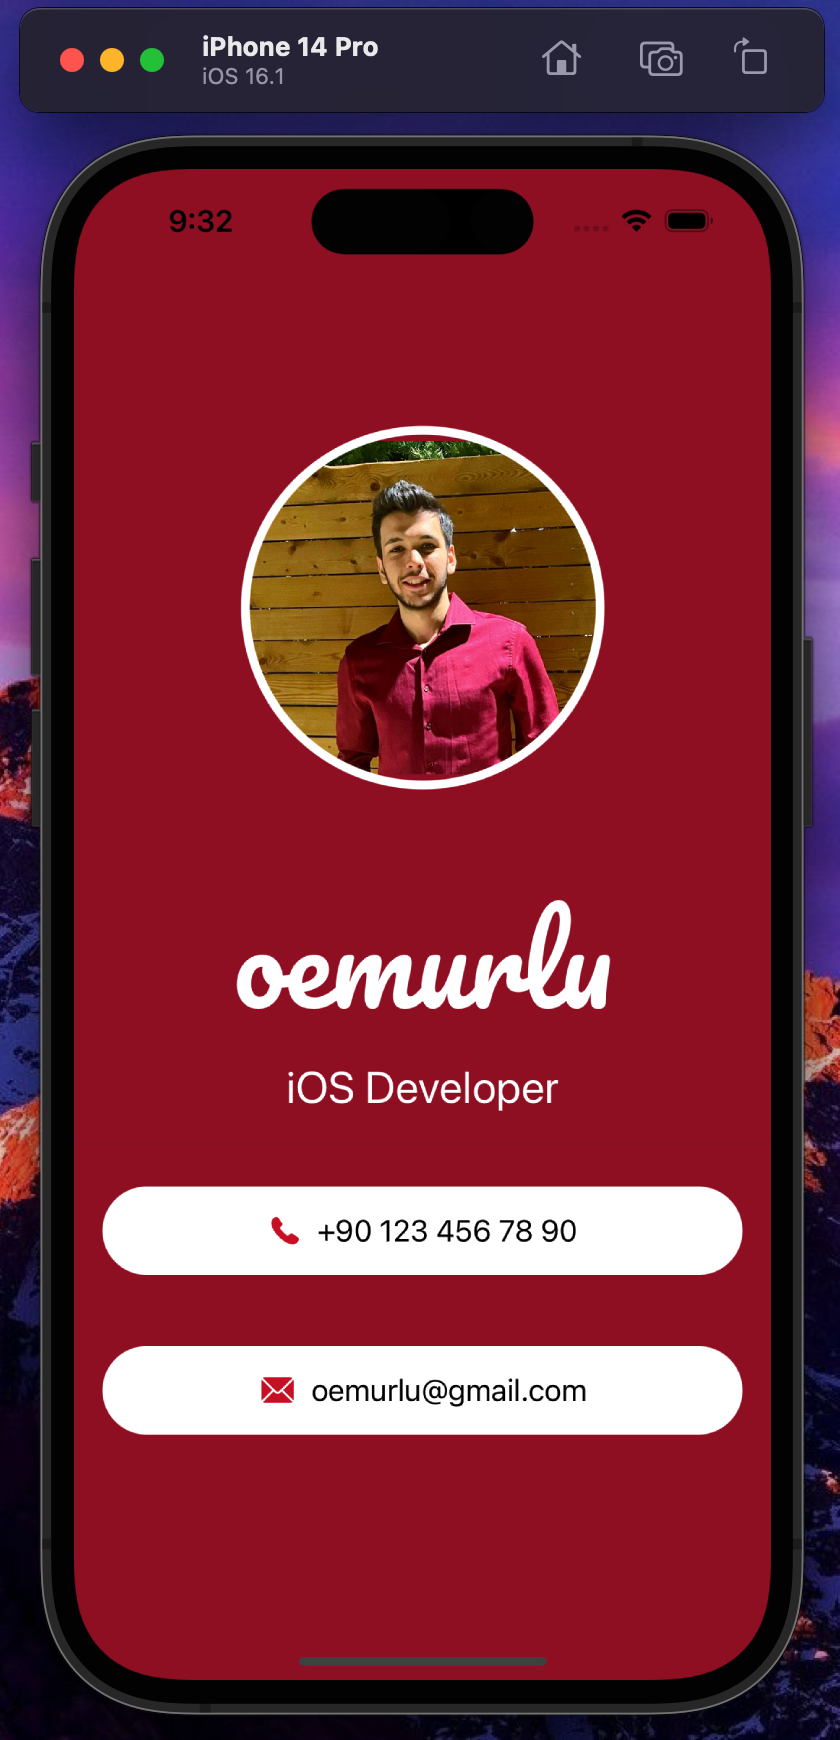 iPhone 14 Pro
iOS 16.1
9:32
oemurlu
iOS Developer
+90 123 456 78 90
oemurlu@gmail.com